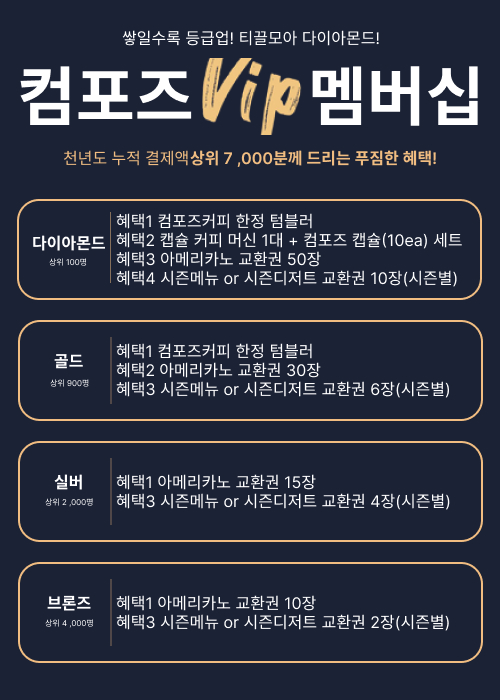 쌓일수록 등급업! 티끌모아 다이아몬드!
컴포즈 Vip 멤버십
천년도 누적 결제액상위 7 ,000분께 드리는 푸짐한 혜택!
다이아몬드
상위 100명
혜택1 컴포즈커피 한정 텀블러
혜택2 캡슐 커피 머신 1대 + 컴포즈 캡슐(10ea) 세트
혜택3 아메리카노 교환권 50장
혜택4 시즌메뉴 or 시즌디저트 교환권 10장(시즌별)
골드
상위 900명
혜택1 컴포즈커피 한정 텀블러
혜택2 아메리카노 교환권 30장
혜택3 시즌메뉴 or 시즌디저트 교환권 6장(시즌별)
실버
상위 2 ,000명
혜택1 아메리카노 교환권 15장
혜택3 시즌메뉴 or 시즌디저트 교환권 4장(시즌별)
브론즈
상위 4 ,000명
혜택1 아메리카노 교환권 10장
혜택3 시즌메뉴 or 시즌디저트 교환권 2장(시즌별)